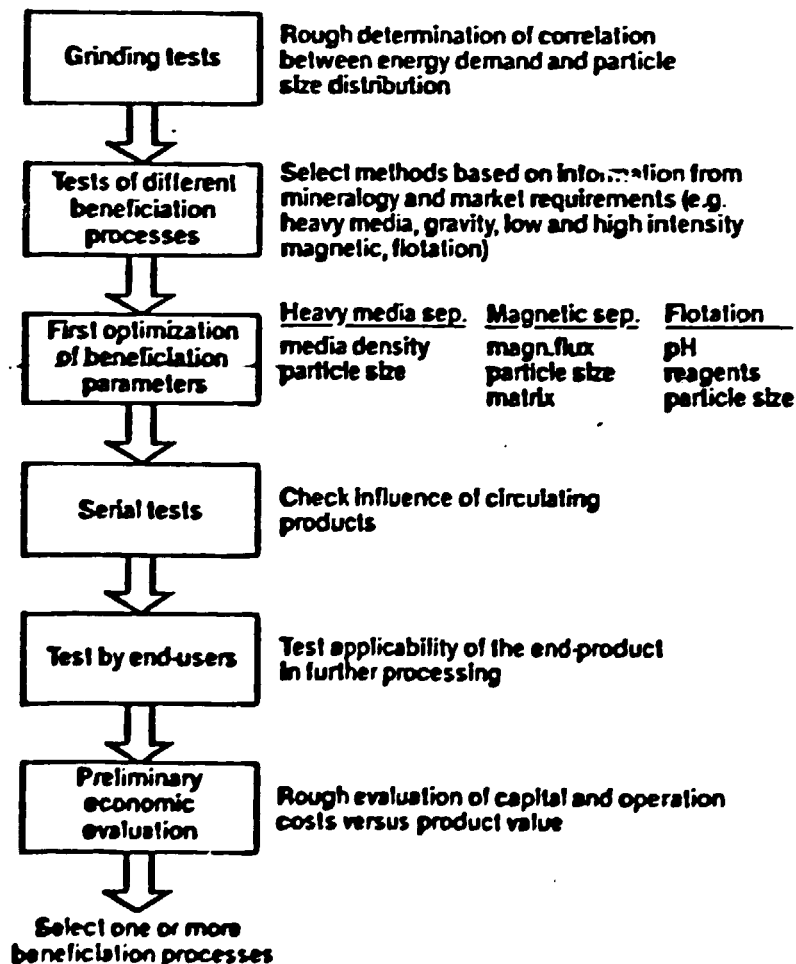 Grinding tests
Rough determination of correlation
between energy demand and particle
size distribution
Tests of different
beneficiation
processes
Select methods based on information from
mineralogy and market requirements (e.g.
heavy media, gravity, low and high intensity
magnetic, flotation)
First optimization
of beneficiation
parameters
Heavy media sep.
media density
particle size
Magnetic sep.
magn.flux
particle size
matrix
Flotation
pH
reagents
particle size
Serial tests
Check influence of circulating
products
Test by end-users
Test applicability of the end-product
in further processing
Preliminary
economic
evaluation
Rough evaluation of capital and operation
costs versus product value
Select one or more
beneficiation processes